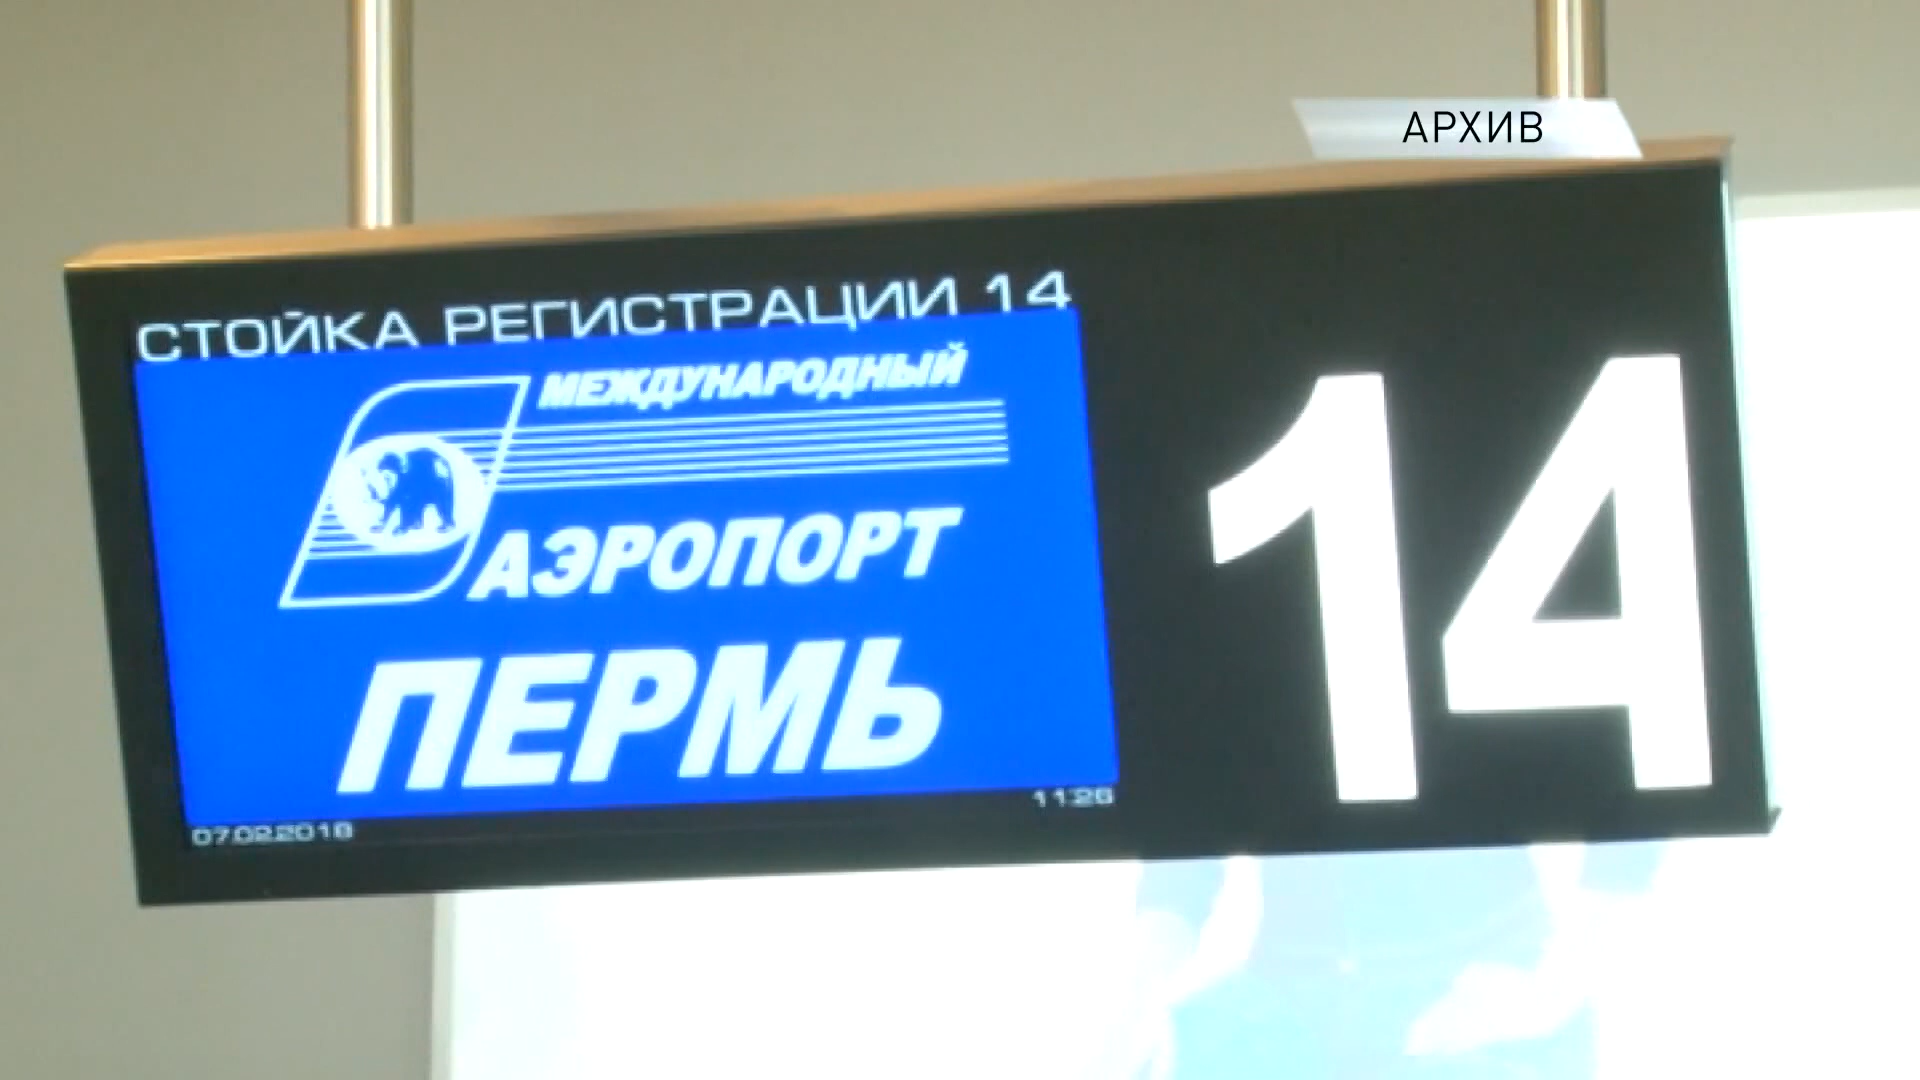 АРХИВ
СТОЙКА РЕГИСТРАЦИИ 14
МЕЖДУНАРОДНЫЙ
АЭРОПОРТ
ПЕРМЬ
14
07.02.2018
11:26